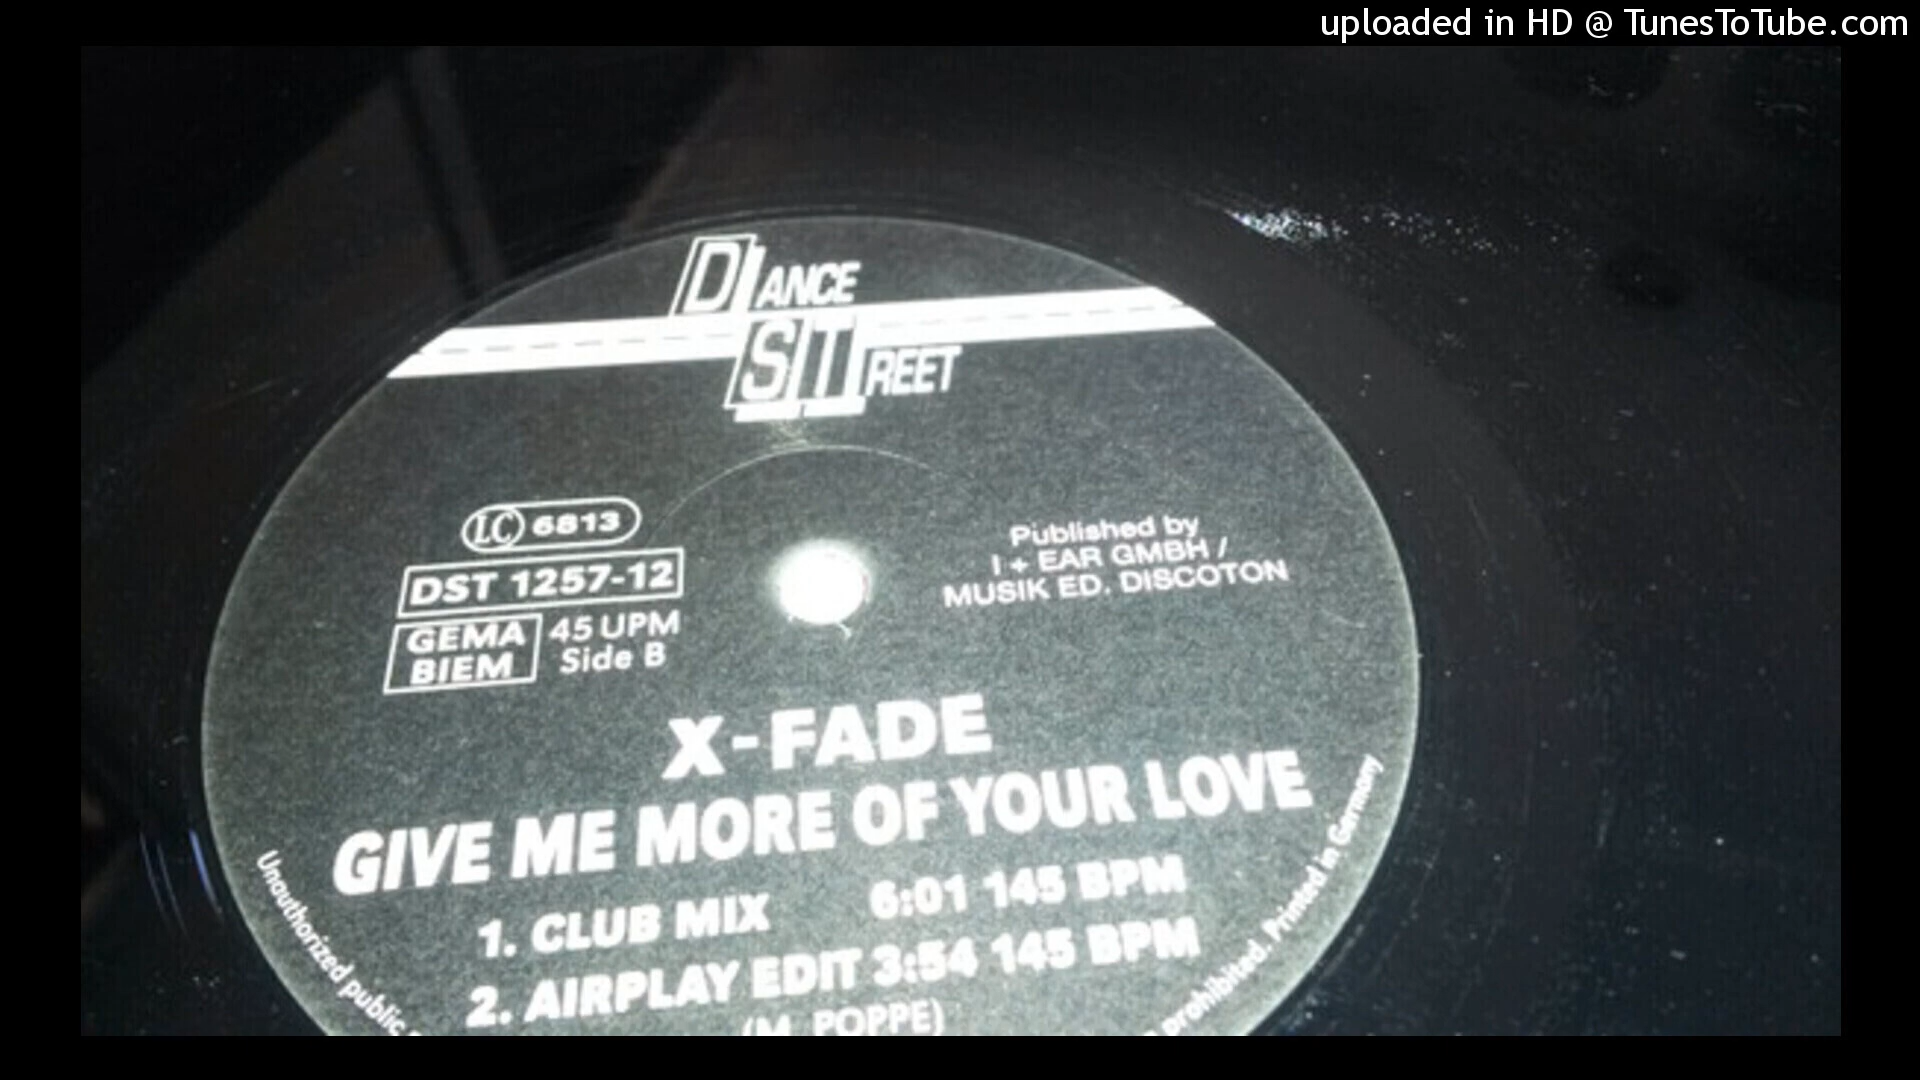 uploaded in HD @ TunesToTube.com
DANCE
STREET
LC 6813
DST 1257-12
GEMA
BIEM
45 UPM
Side B
Published by
I + EAR GMBH /
MUSIK ED. DISCOTON
X-FADE
GIVE ME MORE OF YOUR LOVE
1. CLUB MIX 6:01 145 BPM
2. AIRPLAY EDIT 3:54 145 BPM
(M. POPPE)
Unauthorized public
prohibited. Printed in Germany